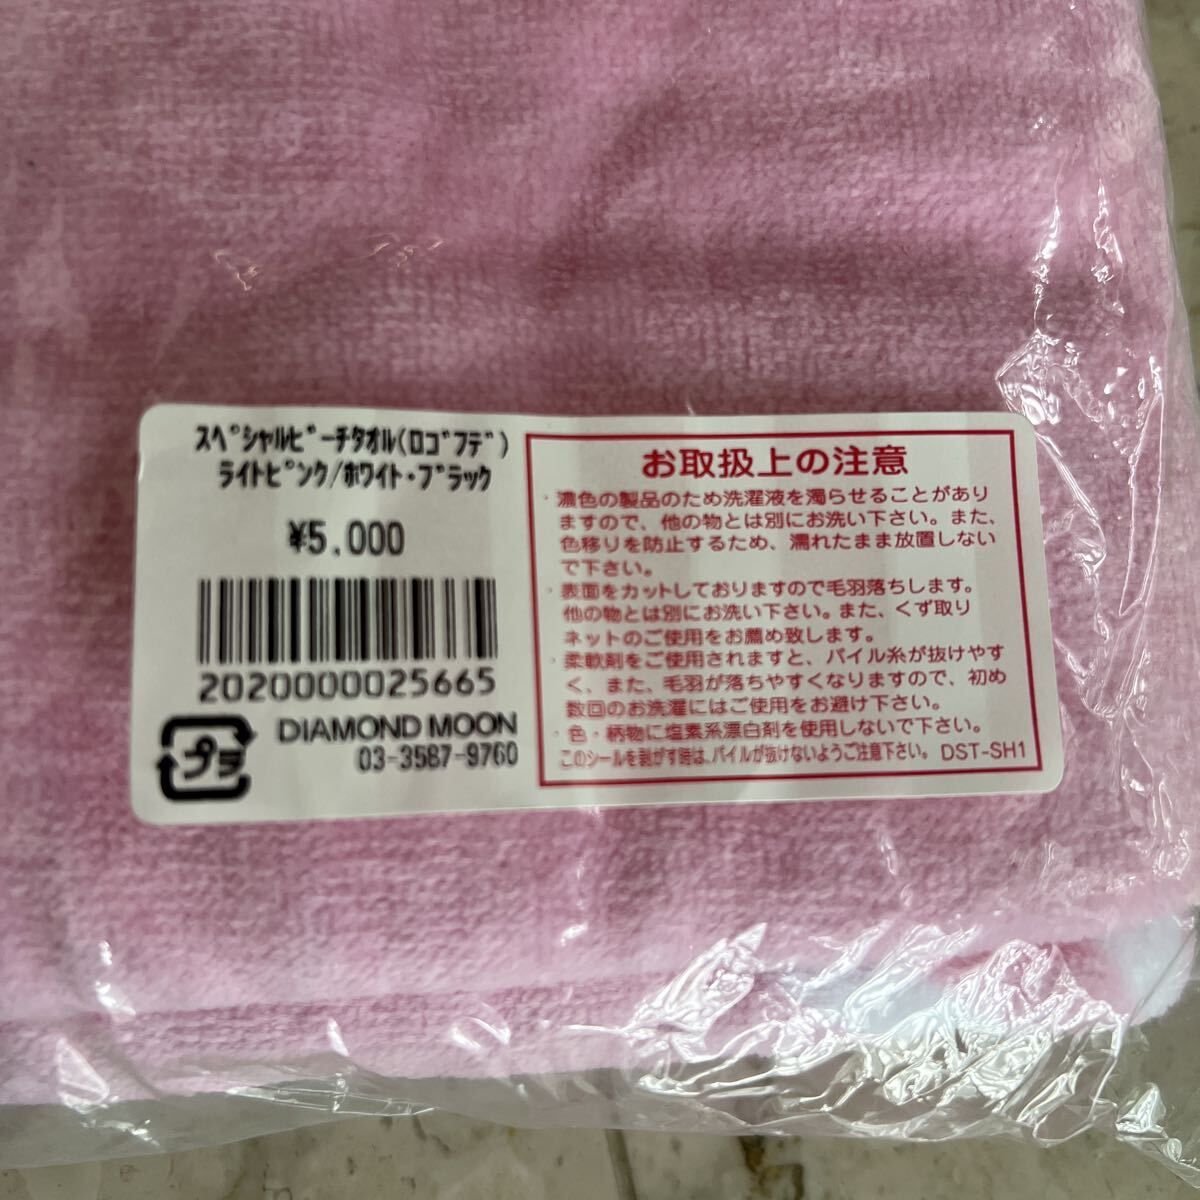 スペシャルビーチタオル(ロゴフデ)
ライトピンク/ホワイト・ブラック
¥5,000
2020000025665
プラ
DIAMOND MOON
03-3587-9760
お取扱上の注意
・濃色の製品のため洗濯液を濁らせることがあり
ますので、他の物とは別にお洗い下さい。また、
色移りを防止するため、濡れたまま放置しない
で下さい。
・表面をカットしておりますので毛羽落ちします。
他の物とは別にお洗い下さい。また、くず取り
ネットのご使用をお薦め致します。
・柔軟剤をご使用されますと、パイル糸が抜けやす
く、また、毛羽が落ちやすくなりますので、初め
数回のお洗濯にはご使用をお避け下さい。
・色・柄物に塩素系漂白剤を使用しないで下さい。
このシールを剥がす時は、パイルが抜けないようご注意下さい。 DST-SH1